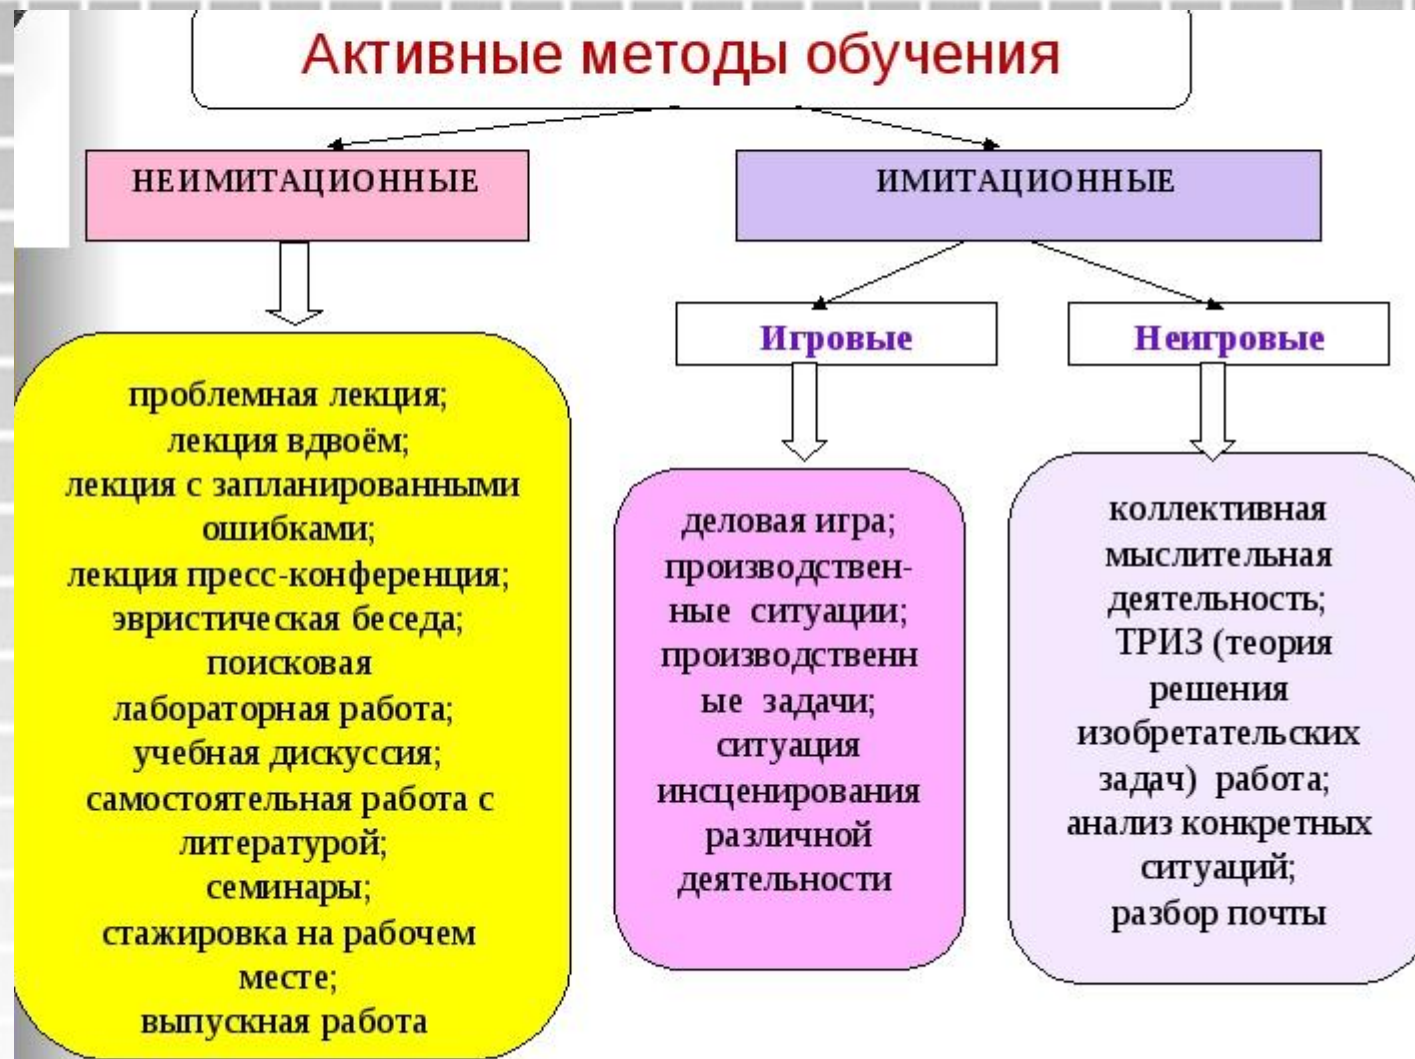 Активные методы обучения
НЕИМИТАЦИОННЫЕ
ИМИТАЦИОННЫЕ
Игровые
Неигровые
проблемная лекция;
лекция вдвоём;
лекция с запланированными
ошибками;
лекция пресс-конференция;
эвристическая беседа;
поисковая
лабораторная работа;
учебная дискуссия;
самостоятельная работа с
литературой;
семинары;
стажировка на рабочем
месте;
выпускная работа
деловая игра;
производствен-
ные ситуации;
производственн
ые задачи;
ситуация
инсценирования
различной
деятельности
коллективная
мыслительная
деятельность;
ТРИЗ (теория
решения
изобретательских
задач) работа;
анализ конкретных
ситуаций;
разбор почты